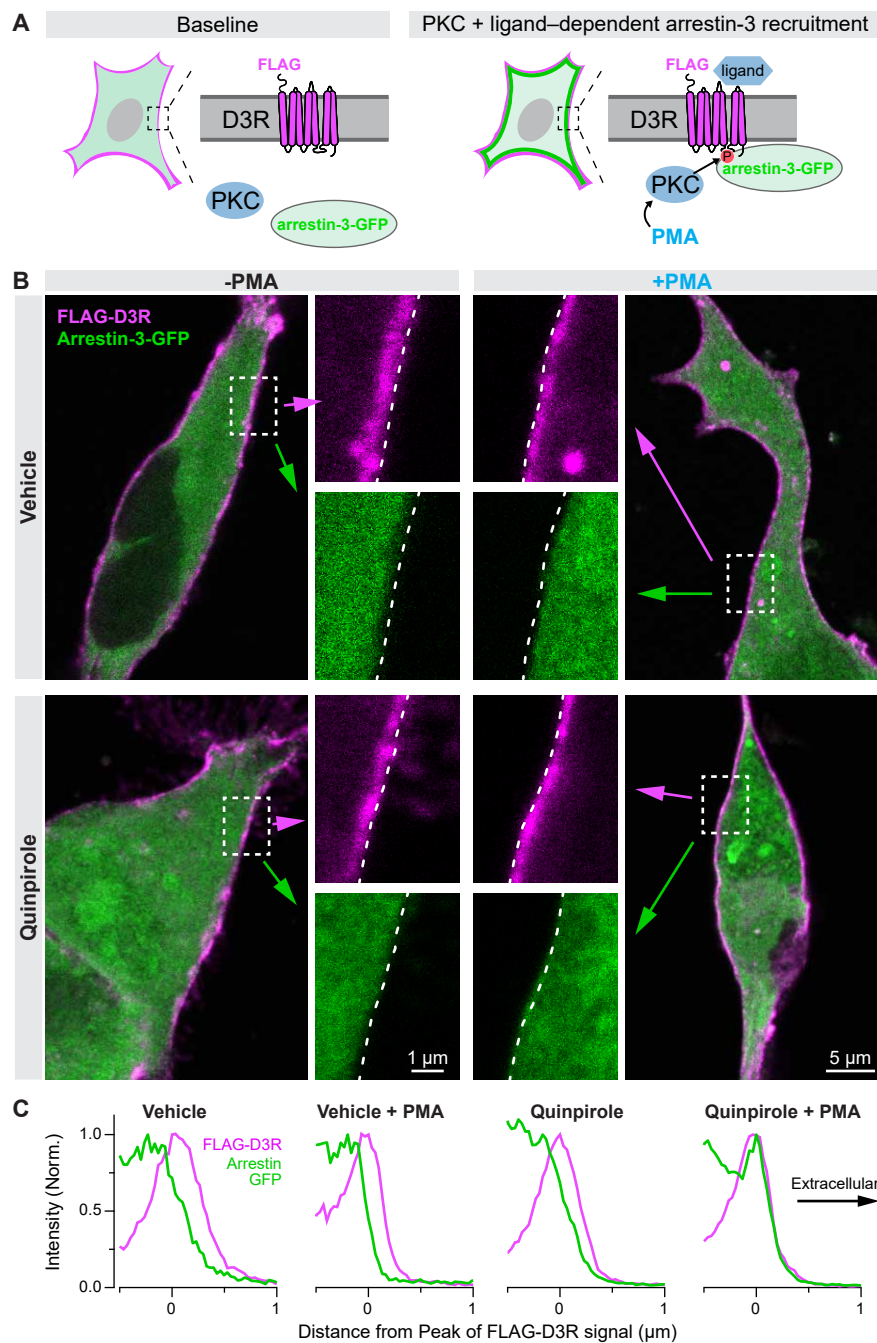 A
Baseline
PKC + ligand–dependent arrestin-3 recruitment
FLAG
D3R
PKC
arrestin-3-GFP
FLAG
ligand
D3R
P
arrestin-3-GFP
PKC
PMA
B
-PMA
+PMA
Vehicle
FLAG-D3R
Arrestin-3-GFP
Quinpirole
1 µm
5 µm
C
Vehicle
Vehicle + PMA
Quinpirole
Quinpirole + PMA
Intensity (Norm.)
1.0
0.5
0.0
FLAG-D3R
Arrestin
GFP
Extracellular
0 1
0 1
0 1
0 1
Distance from Peak of FLAG-D3R signal (µm)